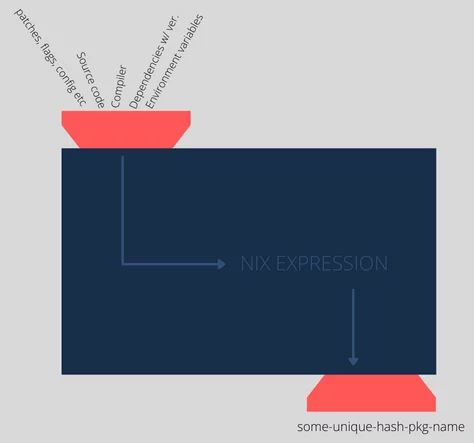 patches, flags, config etc
Source code
Compiler
Dependencies w/ ver.
Environment variables
NIX EXPRESSION
some-unique-hash-pkg-name